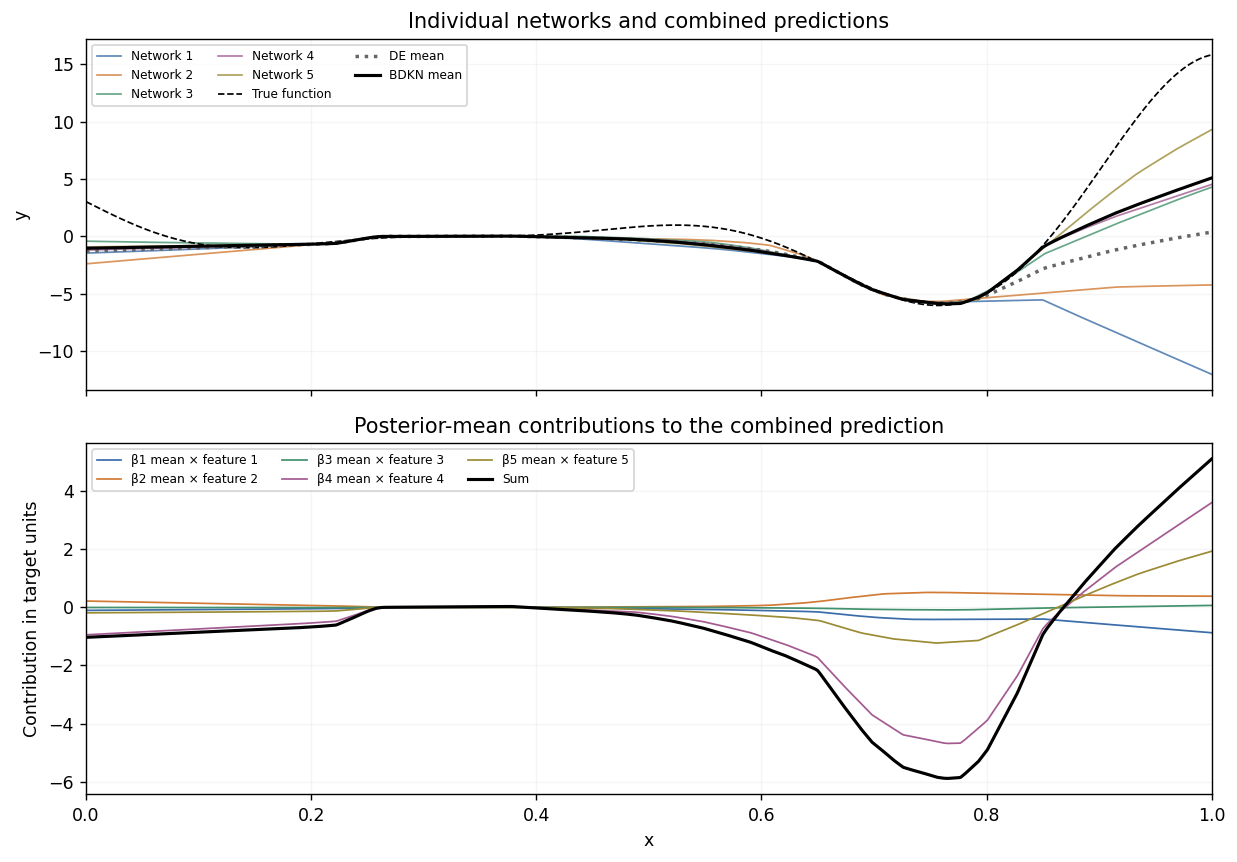 Individual networks and combined predictions
Network 1
Network 2
Network 3
Network 4
Network 5
True function
DE mean
BDKN mean
y
15
10
5
0
−5
−10
Posterior-mean contributions to the combined prediction
β1 mean × feature 1
β2 mean × feature 2
β3 mean × feature 3
β4 mean × feature 4
β5 mean × feature 5
Sum
Contribution in target units
4
2
0
−2
−4
−6
0.0
0.2
0.4
0.6
0.8
1.0
x